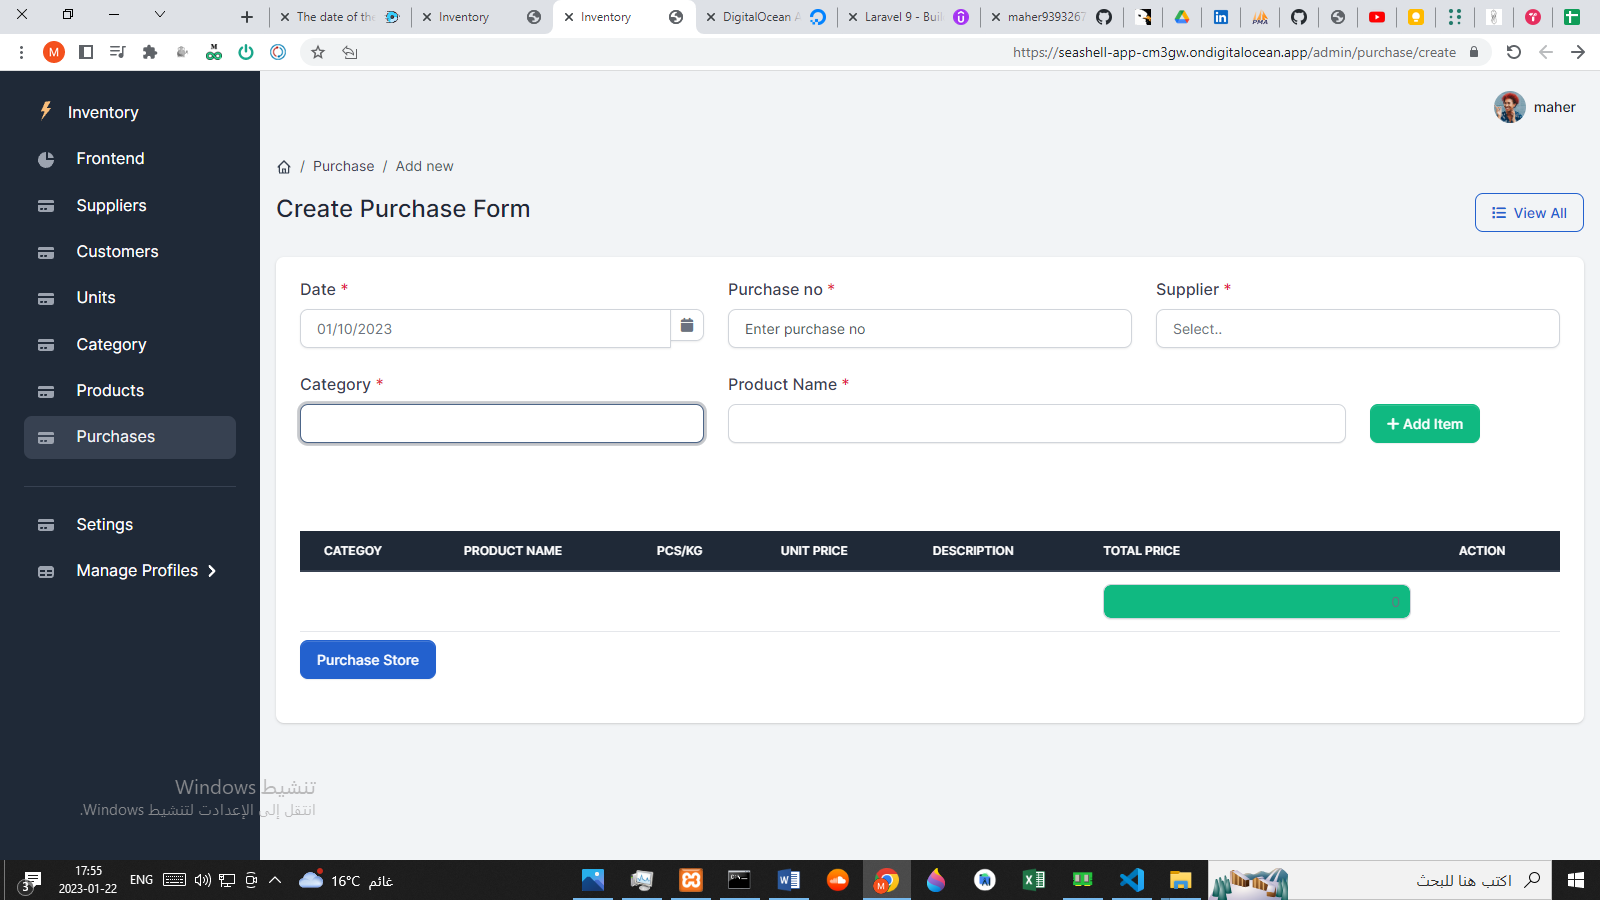 The date of the
Inventory
Inventory
DigitalOcean A
Laravel 9 - Buil
maher9393267
https://seashell-app-cm3gw.ondigitalocean.app/admin/purchase/create
M
Inventory
Frontend
Suppliers
Customers
Units
Category
Products
Purchases
Setings
Manage Profiles
maher
/ Purchase / Add new
Create Purchase Form
View All
Date *
Purchase no *
Supplier *
01/10/2023
Enter purchase no
Select..
Category *
Product Name *
+ Add Item
CATEGOY PRODUCT NAME PCS/KG UNIT PRICE DESCRIPTION TOTAL PRICE ACTION
0
Purchase Store
تنشيط Windows
انتقل إلى الإعدادت لتنشيط Windows.
3
17:55
2023-01-22
ENG
16°C غائم
اكتب هنا للبحث